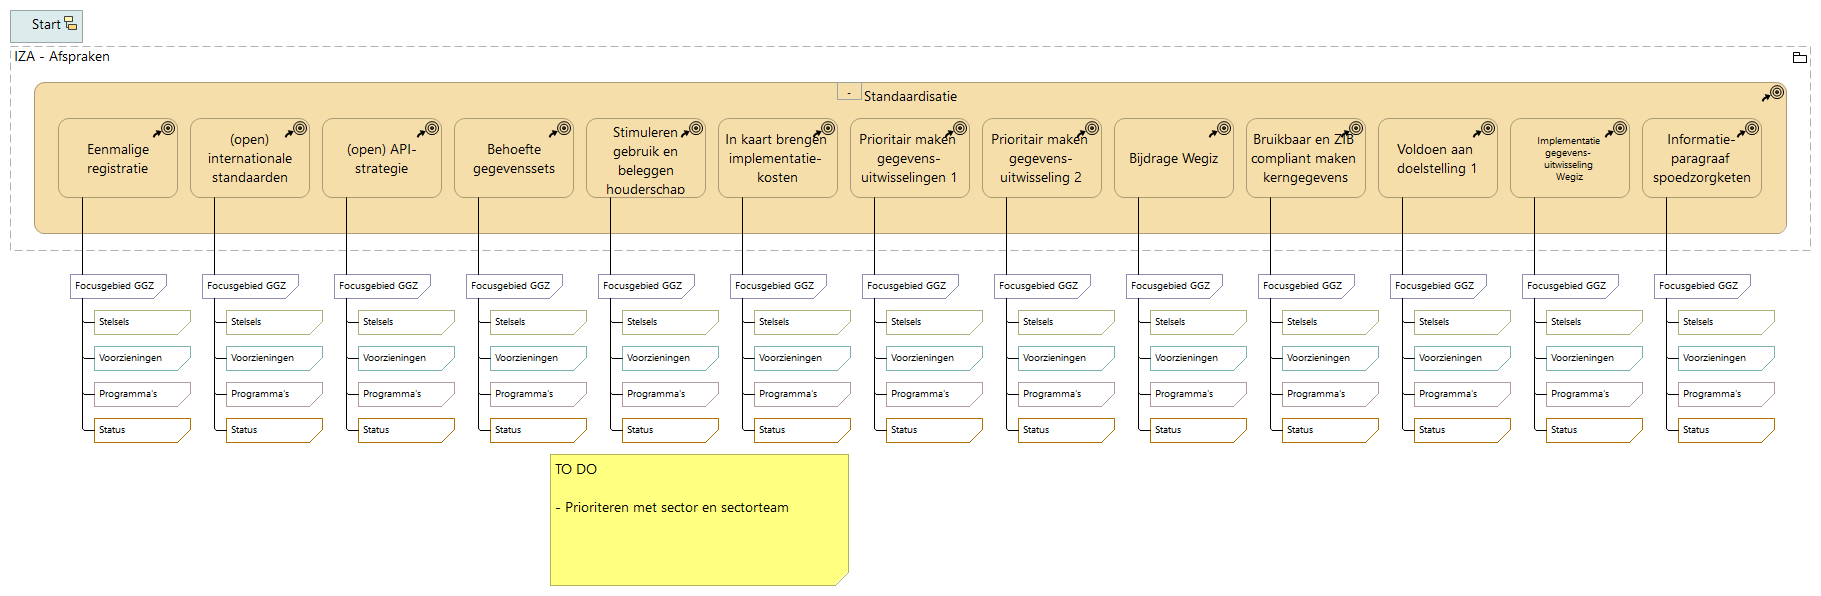 Start
IZA - Afspraken
-
Standaardisatie
Eenmalige
registratie
(open)
internationale
standaarden
(open) API-
strategie
Behoefte
gegevenssets
Stimuleren
gebruik en
beleggen
houderschap
In kaart brengen
implementatie-
kosten
Prioritair maken
gegevens-
uitwisselingen 1
Prioritair maken
gegevens-
uitwisseling 2
Bijdrage Wegiz
Bruikbaar en ZIB
compliant maken
kerngegevens
Voldoen aan
doelstelling 1
Implementatie
gegevens-
uitwisseling
Wegiz
Informatie-
paragraaf
spoedzorgketen
Focusgebied GGZ
Focusgebied GGZ
Focusgebied GGZ
Focusgebied GGZ
Focusgebied GGZ
Focusgebied GGZ
Focusgebied GGZ
Focusgebied GGZ
Focusgebied GGZ
Focusgebied GGZ
Focusgebied GGZ
Focusgebied GGZ
Focusgebied GGZ
Stelsels
Stelsels
Stelsels
Stelsels
Stelsels
Stelsels
Stelsels
Stelsels
Stelsels
Stelsels
Stelsels
Stelsels
Stelsels
Voorzieningen
Voorzieningen
Voorzieningen
Voorzieningen
Voorzieningen
Voorzieningen
Voorzieningen
Voorzieningen
Voorzieningen
Voorzieningen
Voorzieningen
Voorzieningen
Voorzieningen
Programma's
Programma's
Programma's
Programma's
Programma's
Programma's
Programma's
Programma's
Programma's
Programma's
Programma's
Programma's
Programma's
Status
Status
Status
Status
Status
Status
Status
Status
Status
Status
Status
Status
Status
TO DO
- Prioriteren met sector en sectorteam